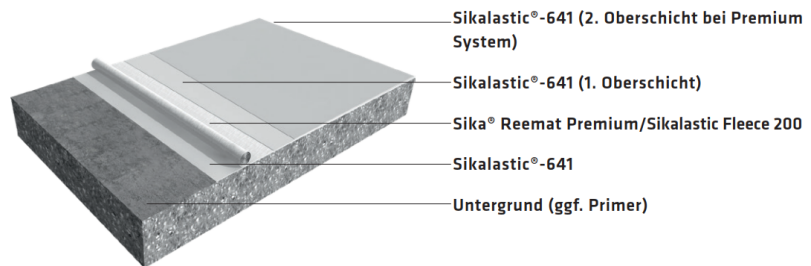 Sikalastic®-641 (2. Oberschicht bei Premium
System)
Sikalastic®-641 (1. Oberschicht)
Sika® Reemat Premium/Sikalastic Fleece 200
Sikalastic®-641
Untergrund (ggf. Primer)